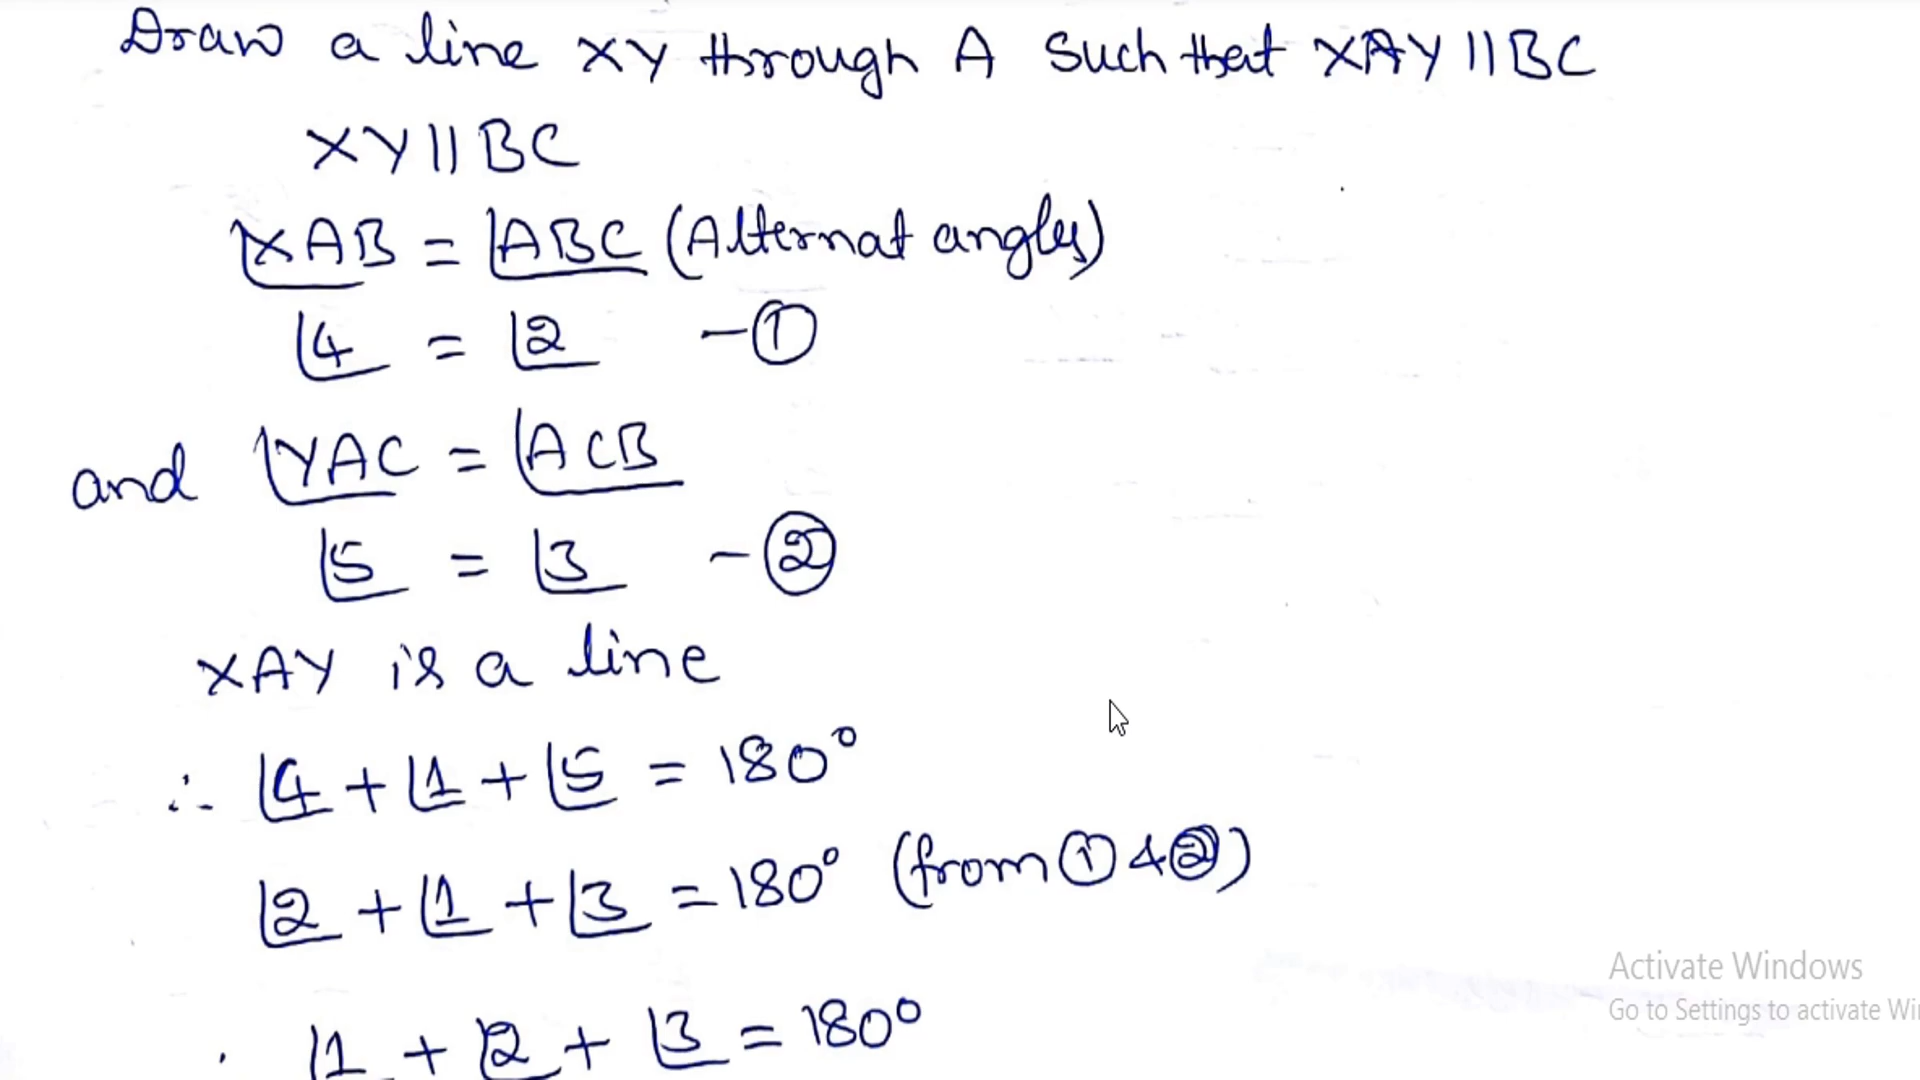 Draw a line XY through A such that XAY || BC
XY || BC
∠XAB = ∠ABC (Alternat angles)
∠4 = ∠2 - ①
and ∠YAC = ∠ACB
∠5 = ∠3 - ②
XAY is a line
∴ ∠4 + ∠1 + ∠5 = 180°
∠2 + ∠1 + ∠3 = 180° (from ① & ②)
∠1 + ∠2 + ∠3 = 180°
Activate Windows
Go to Settings to activate Wi